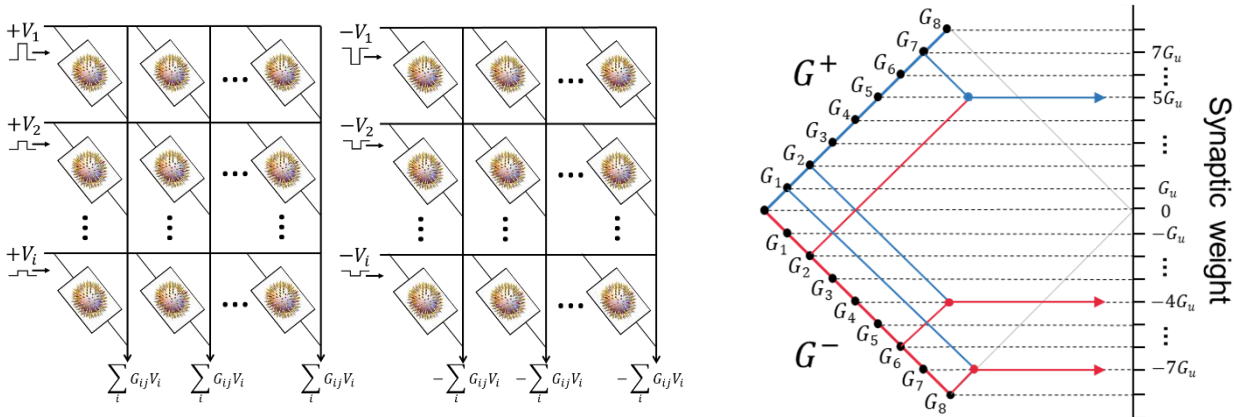 +V₁
+V₂
+Vᵢ
∑ᵢ GᵢⱼVᵢ
∑ᵢ GᵢⱼVᵢ
∑ᵢ GᵢⱼVᵢ
−V₁
−V₂
−Vᵢ
−∑ᵢ GᵢⱼVᵢ
−∑ᵢ GᵢⱼVᵢ
−∑ᵢ GᵢⱼVᵢ
G⁺
G₈
G₇
G₆
G₅
G₄
G₃
G₂
G₁
G₁
G₂
G₃
G₄
G₅
G₆
G₇
G₈
G⁻
7Gᵤ
...
5Gᵤ
...
Gᵤ
0
−Gᵤ
...
−4Gᵤ
...
−7Gᵤ
Synaptic weight